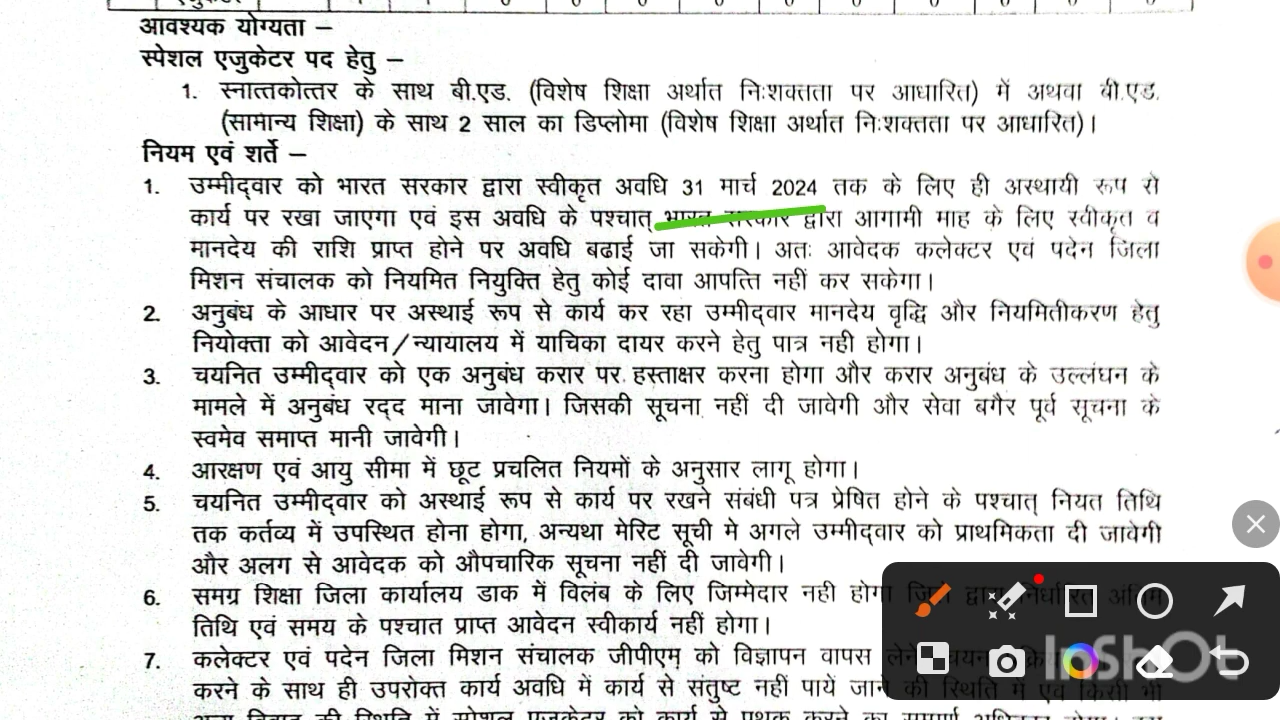 आवश्यक योग्यता –
स्पेशल एजुकेटर पद हेतु –
1. स्नात्तकोत्तर के साथ बी.एड. (विशेष शिक्षा अर्थात निःशक्तता पर आधारित) में अथवा बी.एड.
(सामान्य शिक्षा) के साथ 2 साल का डिप्लोमा (विशेष शिक्षा अर्थात निःशक्तता पर आधारित)।
नियम एवं शर्ते –
1. उम्मीद्वार को भारत सरकार द्वारा स्वीकृत अवधि 31 मार्च 2024 तक के लिए ही अस्थायी रूप से
कार्य पर रखा जाएगा एवं इस अवधि के पश्चात् भारत सरकार द्वारा आगामी माह के लिए स्वीकृत व
मानदेय की राशि प्राप्त होने पर अवधि बढाई जा सकेगी। अतः आवेदक कलेक्टर एवं पदेन जिला
मिशन संचालक को नियमित नियुक्ति हेतु कोई दावा आपत्ति नहीं कर सकेगा।
2. अनुबंध के आधार पर अस्थाई रूप से कार्य कर रहा उम्मीद्वार मानदेय वृद्धि और नियमितीकरण हेतु
नियोक्ता को आवेदन/न्यायालय में याचिका दायर करने हेतु पात्र नही होगा।
3. चयनित उम्मीद्वार को एक अनुबंध करार पर हस्ताक्षर करना होगा और करार अनुबंध के उल्लंघन के
मामले में अनुबंध रद्द माना जावेगा। जिसकी सूचना नहीं दी जावेगी और सेवा बगैर पूर्व सूचना के
स्वमेव समाप्त मानी जावेगी।
4. आरक्षण एवं आयु सीमा में छूट प्रचलित नियमों के अनुसार लागू होगा।
5. चयनित उम्मीद्वार को अस्थाई रूप से कार्य पर रखने संबंधी पत्र प्रेषित होने के पश्चात् नियत तिथि
तक कर्तव्य में उपस्थित होना होगा, अन्यथा मेरिट सूची मे अगले उम्मीद्वार को प्राथमिकता दी जावेगी
और अलग से आवेदक को औपचारिक सूचना नहीं दी जावेगी।
6. समग्र शिक्षा जिला कार्यालय डाक में विलंब के लिए जिम्मेदार नही होगा जिले द्वारा निर्धारित अंतिम
तिथि एवं समय के पश्चात प्राप्त आवेदन स्वीकार्य नहीं होगा।
7. कलेक्टर एवं पदेन जिला मिशन संचालक जीपीएम को विज्ञापन वापस लेने
करने के साथ ही उपरोक्त कार्य अवधि में कार्य से संतुष्ट नहीं पायें जाने की स्थिति में एवं किसी भी
InShOt